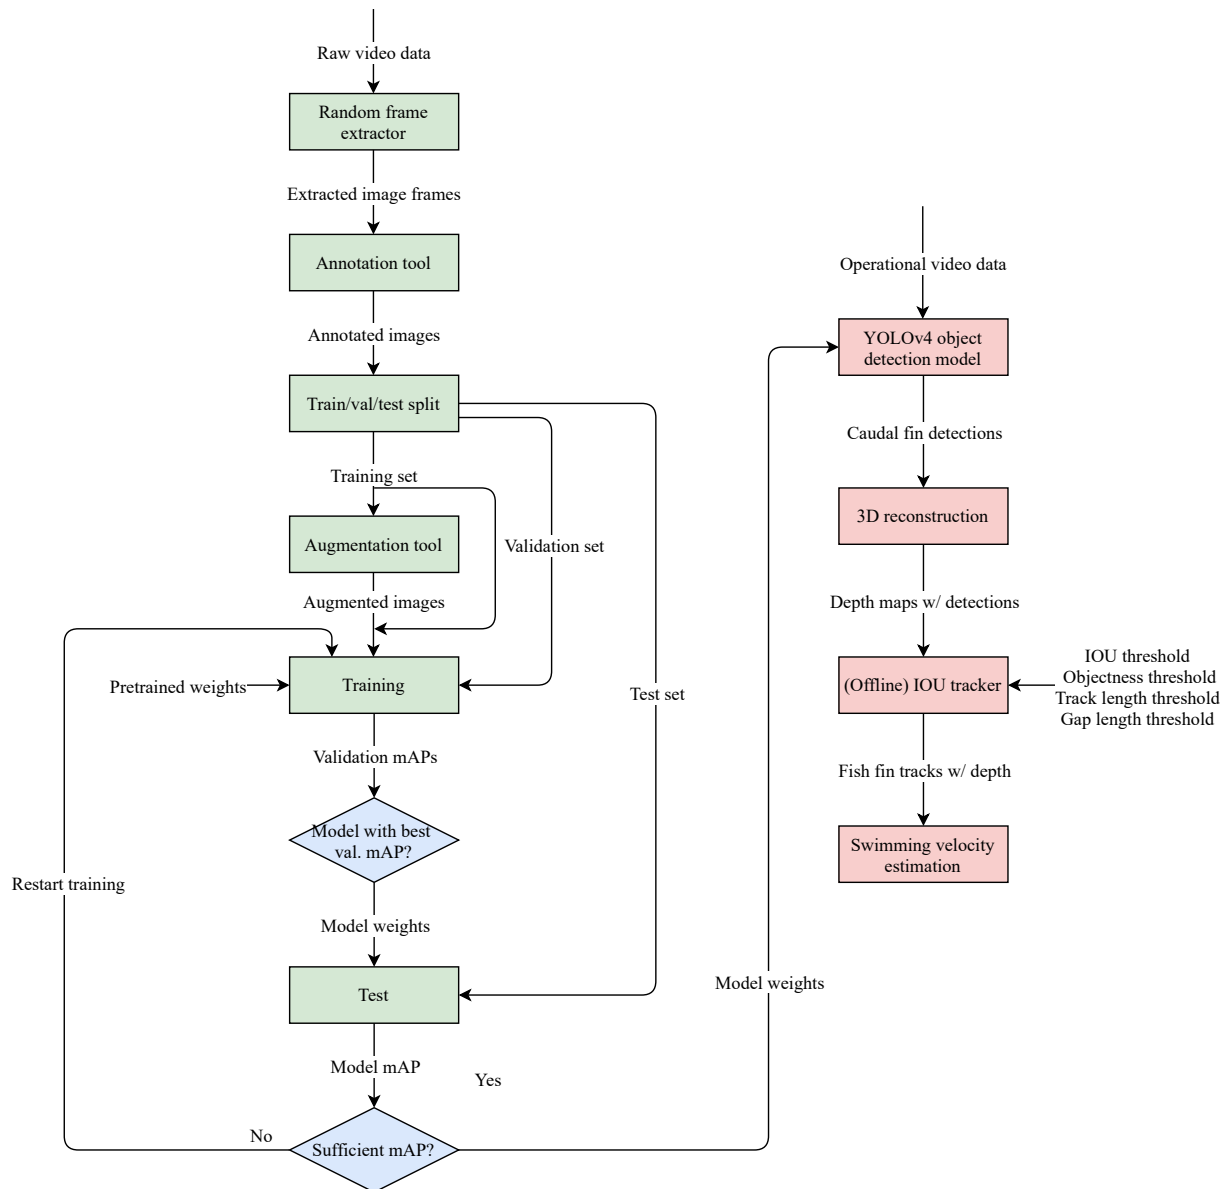 Raw video data
Random frame
extractor
Extracted image frames
Annotation tool
Annotated images
Train/val/test split
Training set
Augmentation tool
Validation set
Augmented images
Pretrained weights
Training
Test set
Validation mAPs
Model with best
val. mAP?
Restart training
Model weights
Test
Model mAP
Yes
No
Sufficient mAP?
Model weights
Operational video data
YOLOv4 object
detection model
Caudal fin detections
3D reconstruction
Depth maps w/ detections
(Offline) IOU tracker
IOU threshold
Objectness threshold
Track length threshold
Gap length threshold
Fish fin tracks w/ depth
Swimming velocity
estimation